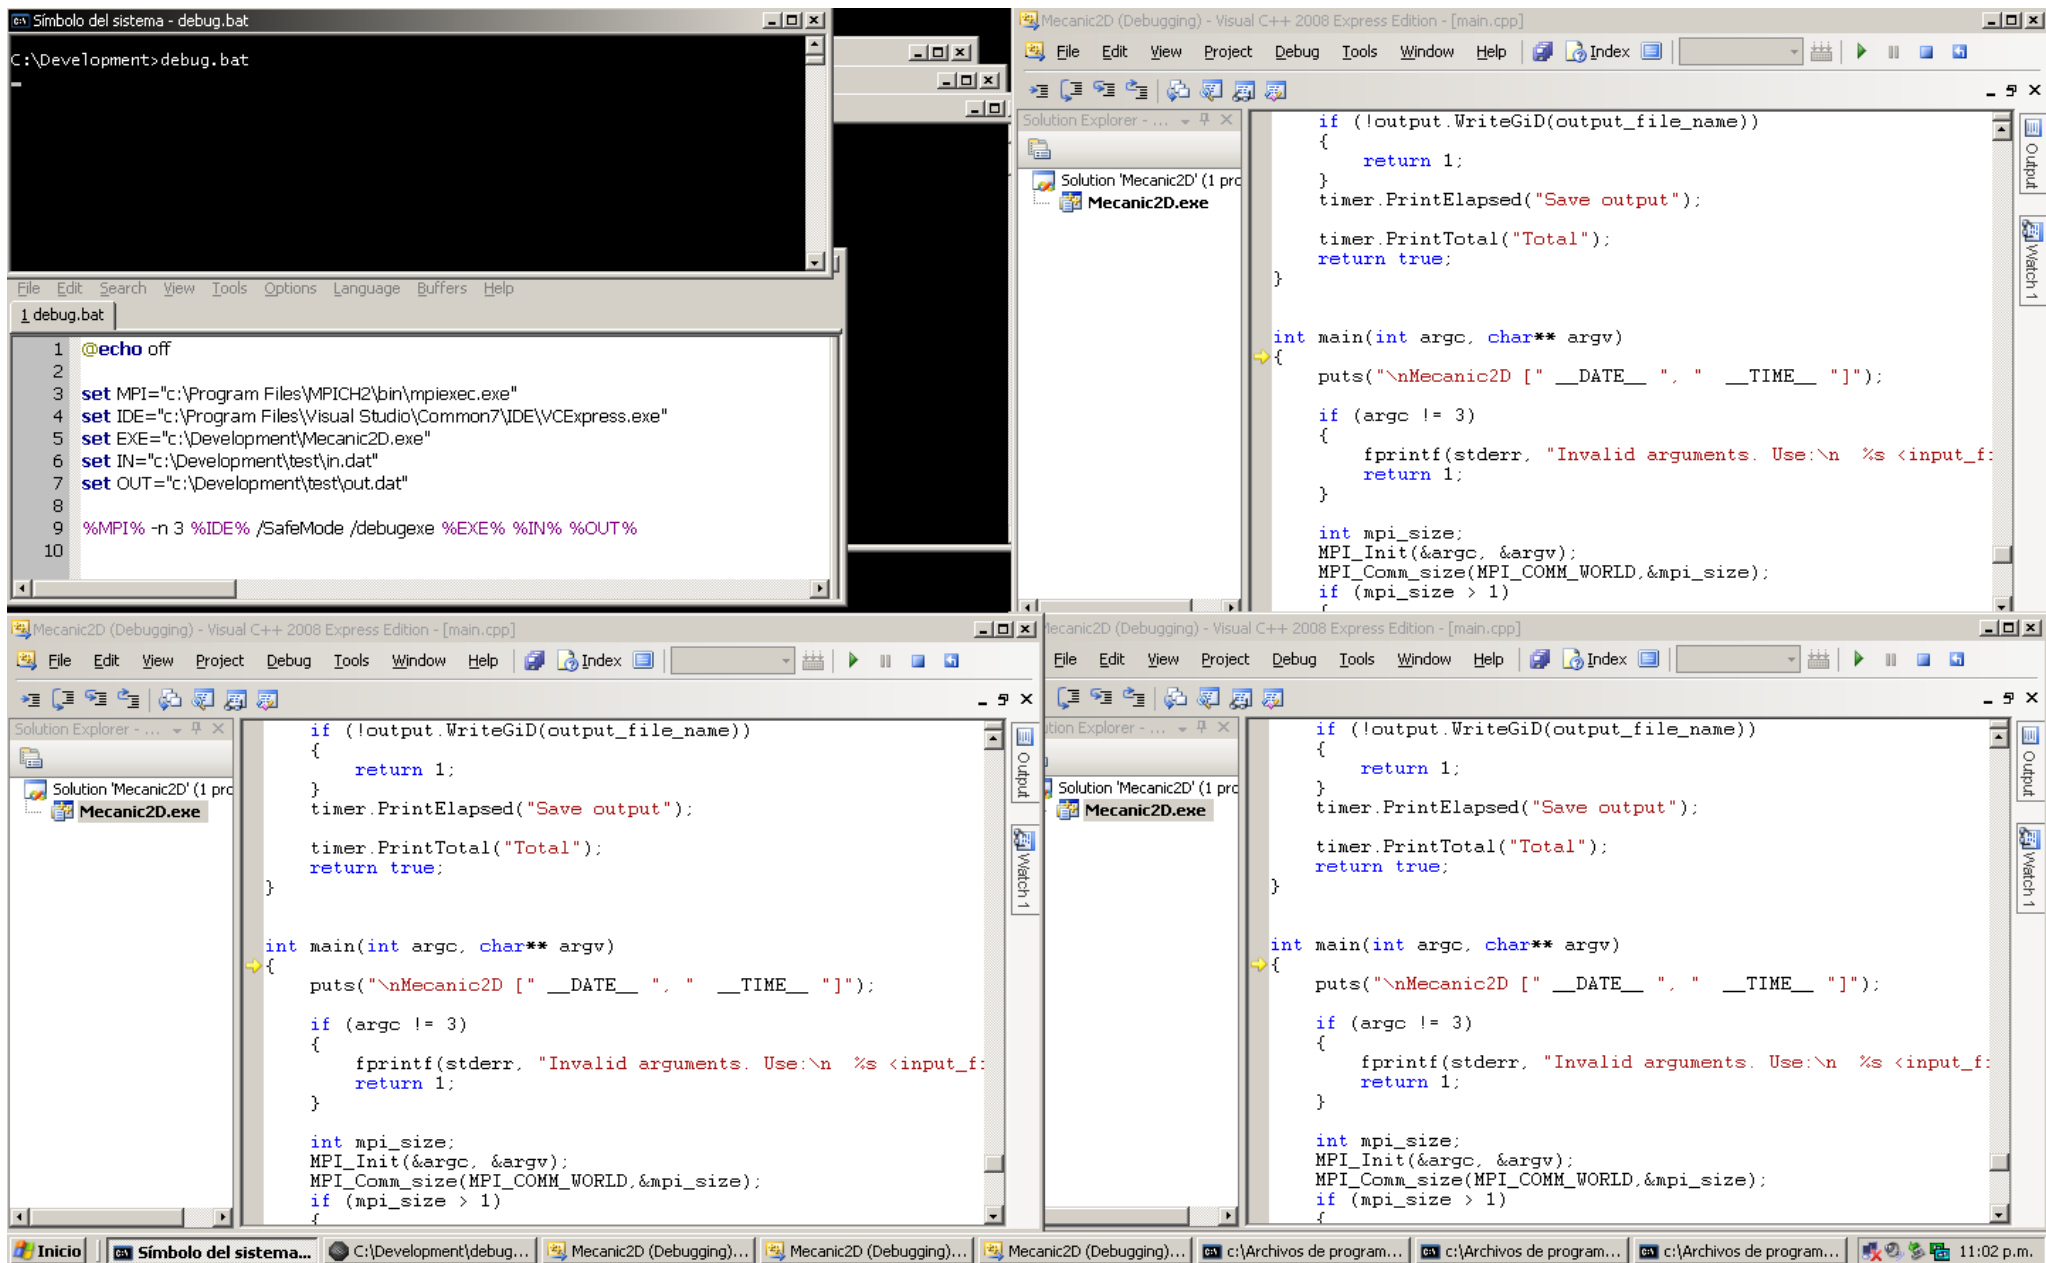 Símbolo del sistema - debug.bat
C:\Development>debug.bat
File Edit Search View Tools Options Language Buffers Help
1 debug.bat
1 @echo off
2
3 set MPI="c:\Program Files\MPICH2\bin\mpiexec.exe"
4 set IDE="c:\Program Files\Visual Studio\Common7\IDE\VCExpress.exe"
5 set EXE="c:\Development\Mecanic2D.exe"
6 set IN="c:\Development\test\in.dat"
7 set OUT="c:\Development\test\out.dat"
8
9 %MPI% -n 3 %IDE% /SafeMode /debugexe %EXE% %IN% %OUT%
10
Mecanic2D (Debugging) - Visual C++ 2008 Express Edition - [main.cpp]
File Edit View Project Debug Tools Window Help Index
Solution Explorer - ...
Solution 'Mecanic2D' (1 pro
Mecanic2D.exe
if (!output.WriteGiD(output_file_name))
{
return 1;
}
timer.PrintElapsed("Save output");
timer.PrintTotal("Total");
return true;
}
int main(int argc, char** argv)
{
puts("\nMecanic2D [" __DATE__ ", " __TIME__ "]");
if (argc != 3)
{
fprintf(stderr, "Invalid arguments. Use:\n %s <input_f
return 1;
}
int mpi_size;
MPI_Init(&argc, &argv);
MPI_Comm_size(MPI_COMM_WORLD,&mpi_size);
if (mpi_size > 1)
{
Output
Watch 1
Mecanic2D (Debugging) - Visual C++ 2008 Express Edition - [main.cpp]
File Edit View Project Debug Tools Window Help Index
Solution Explorer - ...
Solution 'Mecanic2D' (1 pro
Mecanic2D.exe
if (!output.WriteGiD(output_file_name))
{
return 1;
}
timer.PrintElapsed("Save output");
timer.PrintTotal("Total");
return true;
}
int main(int argc, char** argv)
{
puts("\nMecanic2D [" __DATE__ ", " __TIME__ "]");
if (argc != 3)
{
fprintf(stderr, "Invalid arguments. Use:\n %s <input_f
return 1;
}
int mpi_size;
MPI_Init(&argc, &argv);
MPI_Comm_size(MPI_COMM_WORLD,&mpi_size);
if (mpi_size > 1)
{
Output
Watch 1
ecanic2D (Debugging) - Visual C++ 2008 Express Edition - [main.cpp]
File Edit View Project Debug Tools Window Help Index
ution Explorer - ...
Solution 'Mecanic2D' (1 pro
Mecanic2D.exe
if (!output.WriteGiD(output_file_name))
{
return 1;
}
timer.PrintElapsed("Save output");
timer.PrintTotal("Total");
return true;
}
int main(int argc, char** argv)
{
puts("\nMecanic2D [" __DATE__ ", " __TIME__ "]");
if (argc != 3)
{
fprintf(stderr, "Invalid arguments. Use:\n %s <input_f
return 1;
}
int mpi_size;
MPI_Init(&argc, &argv);
MPI_Comm_size(MPI_COMM_WORLD,&mpi_size);
if (mpi_size > 1)
{
Output
Watch 1
Inicio Símbolo del sistema... C:\Development\debug... Mecanic2D (Debugging)... Mecanic2D (Debugging)... Mecanic2D (Debugging)... c:\Archivos de program... c:\Archivos de program... c:\Archivos de program... 11:02 p.m.